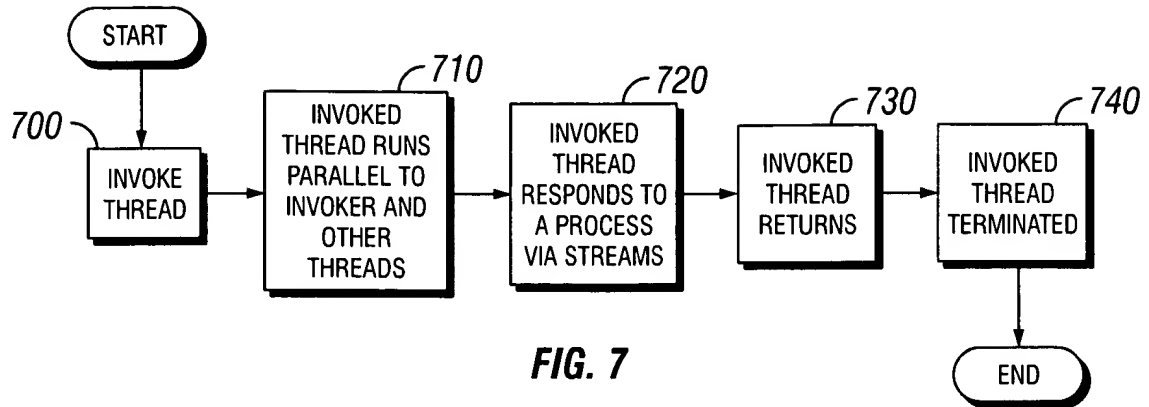 START
700
INVOKE
THREAD
710
INVOKED
THREAD RUNS
PARALLEL TO
INVOKER AND
OTHER
THREADS
720
INVOKED
THREAD
RESPONDS TO
A PROCESS
VIA STREAMS
730
INVOKED
THREAD
RETURNS
740
INVOKED
THREAD
TERMINATED
END
FIG. 7